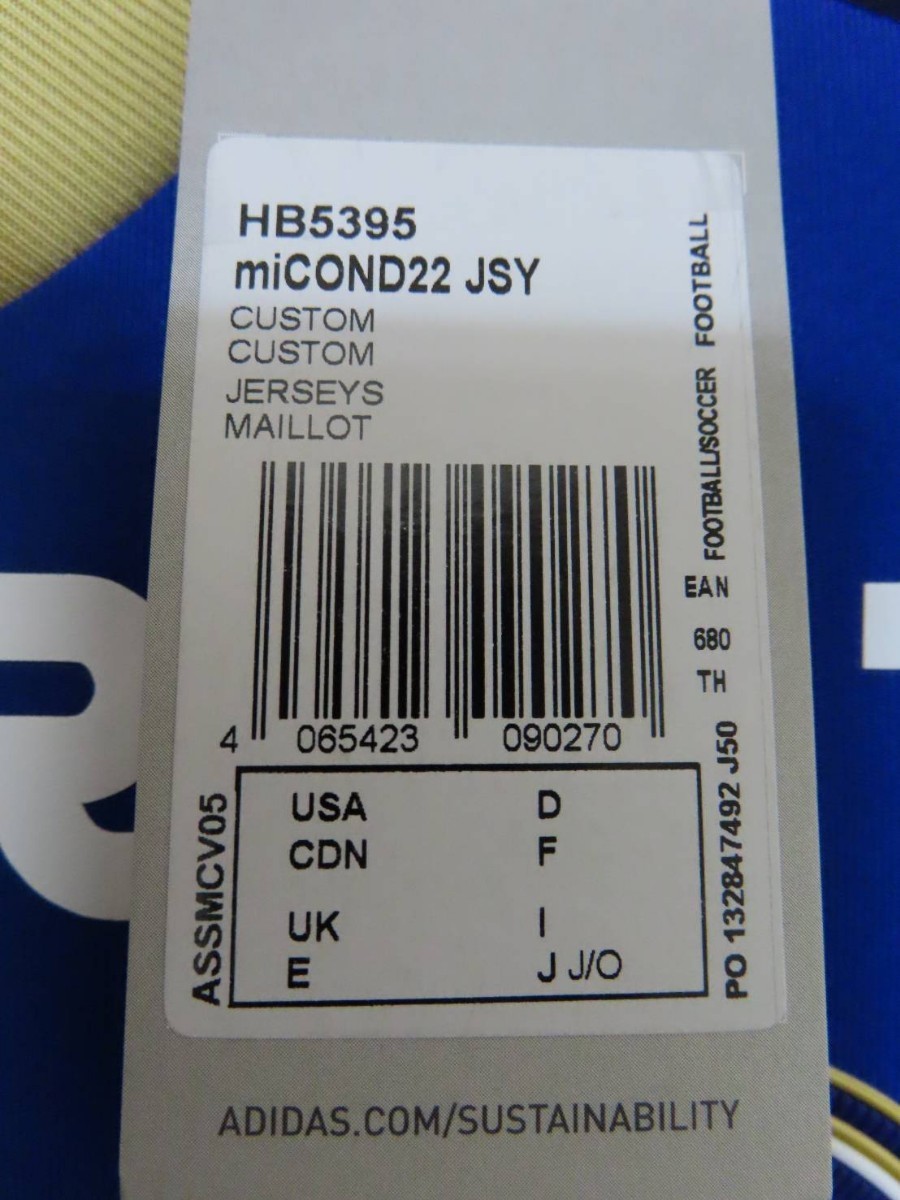 HB5395
miCOND22 JSY
CUSTOM
CUSTOM
JERSEYS
MAILLOT
FOOTBALL/SOCCER FOOTBALL
EAN
680
TH
4 065423 090270
ASSMCV05
USA D
CDN F
UK I
E J J/O
PO 132847492 J50
ADIDAS.COM/SUSTAINABILITY